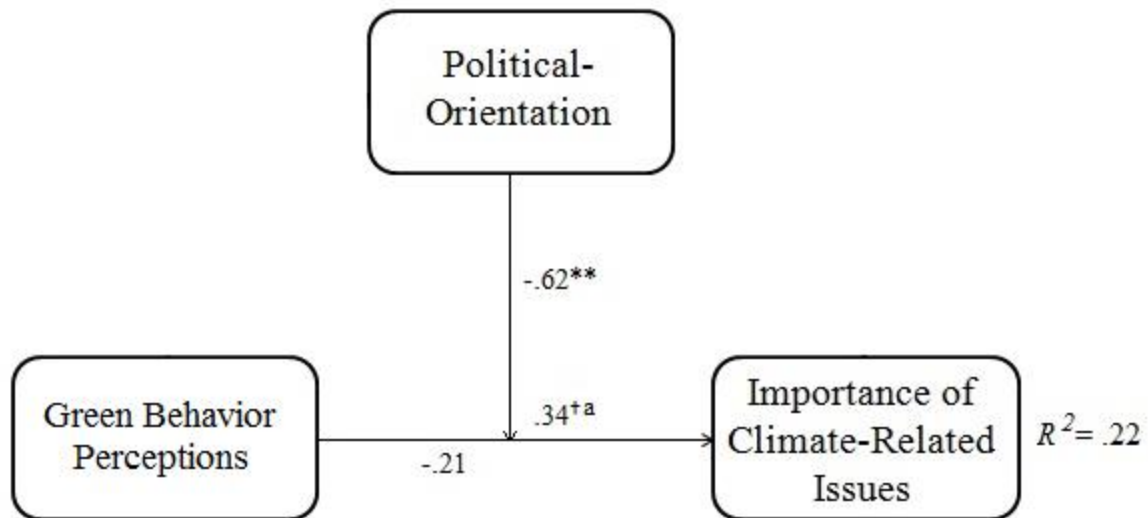 Political-
Orientation
-.62**
.34†a
Green Behavior
Perceptions
-.21
Importance of
Climate-Related
Issues
R²= .22